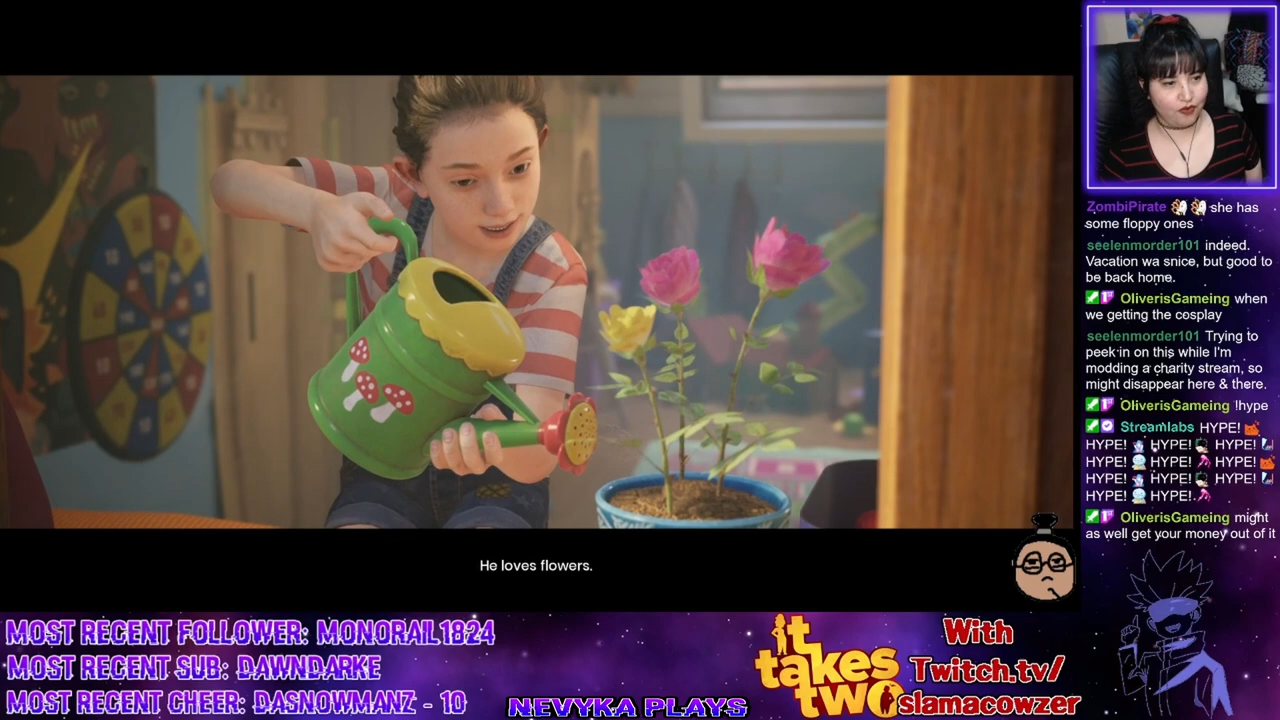 ZombiPirate she has
some floppy ones
seelenmorder101 indeed.
Vacation wa snice, but good to
be back home.
OliverisGameing when
we getting the cosplay
seelenmorder101 Trying to
peek in on this while I'm
modding a charity stream, so
might disappear here & there.
OliverisGameing !hype
Streamlabs HYPE!
HYPE! HYPE! HYPE!
HYPE! HYPE! HYPE!
HYPE! HYPE! HYPE!
HYPE! HYPE!
OliverisGameing might
as well get your money out of it
He loves flowers.
MOST RECENT FOLLOWER: MONORAIL1824
MOST RECENT SUB: DAWNDARKE
MOST RECENT CHEER: DASNOWMANZ - 10
NEVYKA PLAYS
it
takes
two
With
Twitch.tv/
slamacowzer